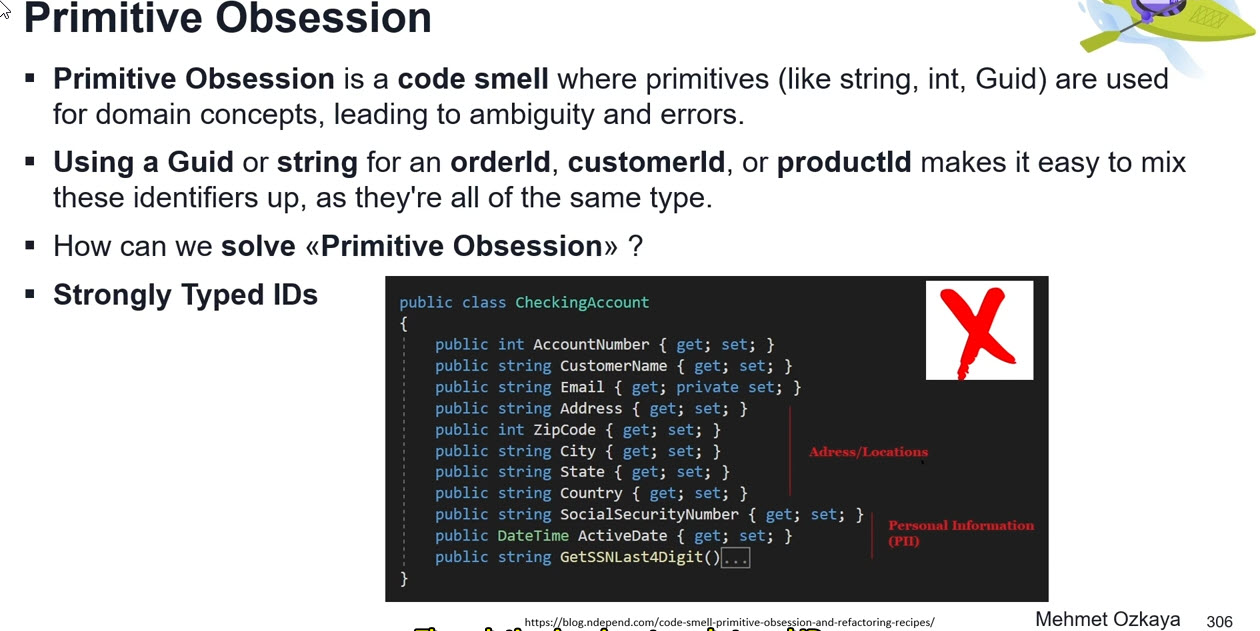 Primitive Obsession
▪ Primitive Obsession is a code smell where primitives (like string, int, Guid) are used
for domain concepts, leading to ambiguity and errors.
▪ Using a Guid or string for an orderId, customerId, or productId makes it easy to mix
these identifiers up, as they're all of the same type.
▪ How can we solve «Primitive Obsession» ?
▪ Strongly Typed IDs
public class CheckingAccount
{
public int AccountNumber { get; set; }
public string CustomerName { get; set; }
public string Email { get; private set; }
public string Address { get; set; }
public int ZipCode { get; set; }
public string City { get; set; }
public string State { get; set; }
public string Country { get; set; }
public string SocialSecurityNumber { get; set; }
public DateTime ActiveDate { get; set; }
public string GetSSNLast4Digit()...
}
Adress/Locations
Personal Information
(PII)
https://blog.ndepend.com/code-smell-primitive-obsession-and-refactoring-recipes/
Mehmet Ozkaya
306